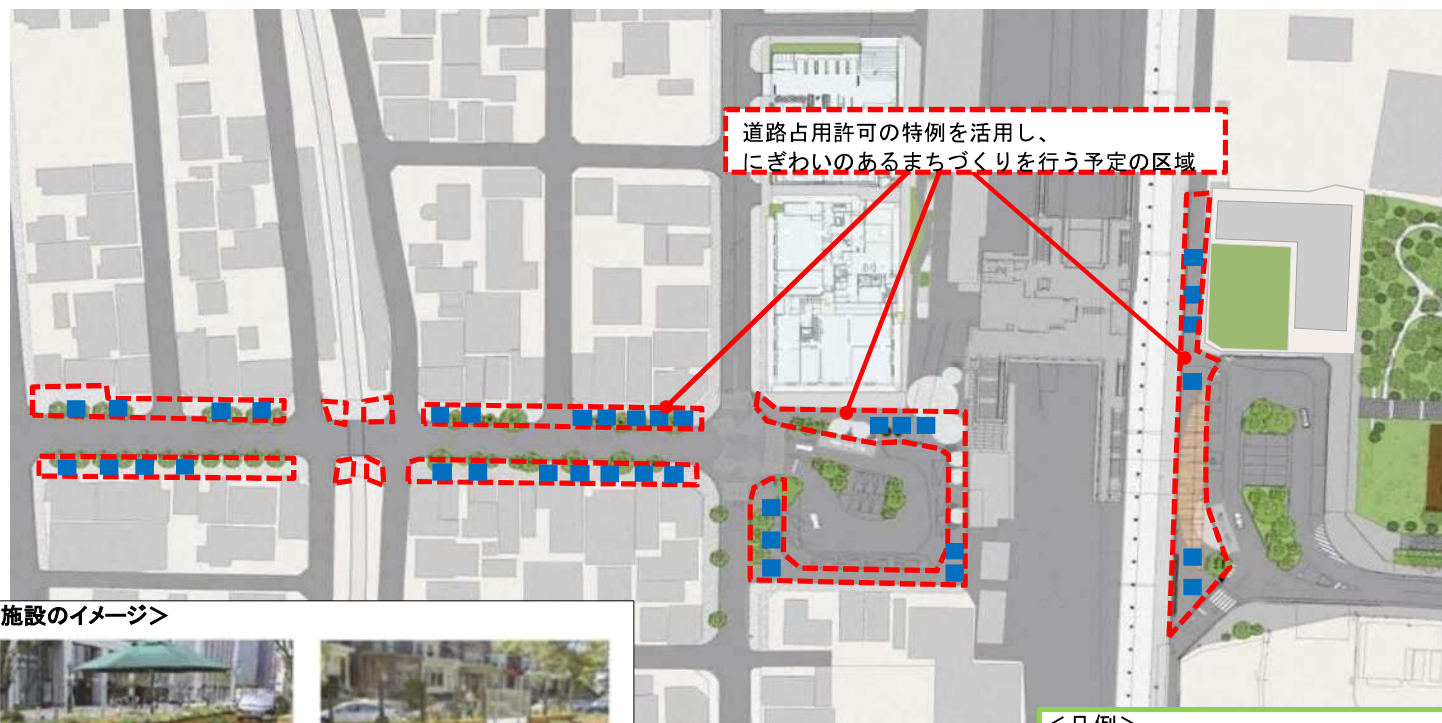 道路占用許可の特例を活用し、
にぎわいのあるまちづくりを行う予定の区域
施設のイメージ＞
＜凡例＞